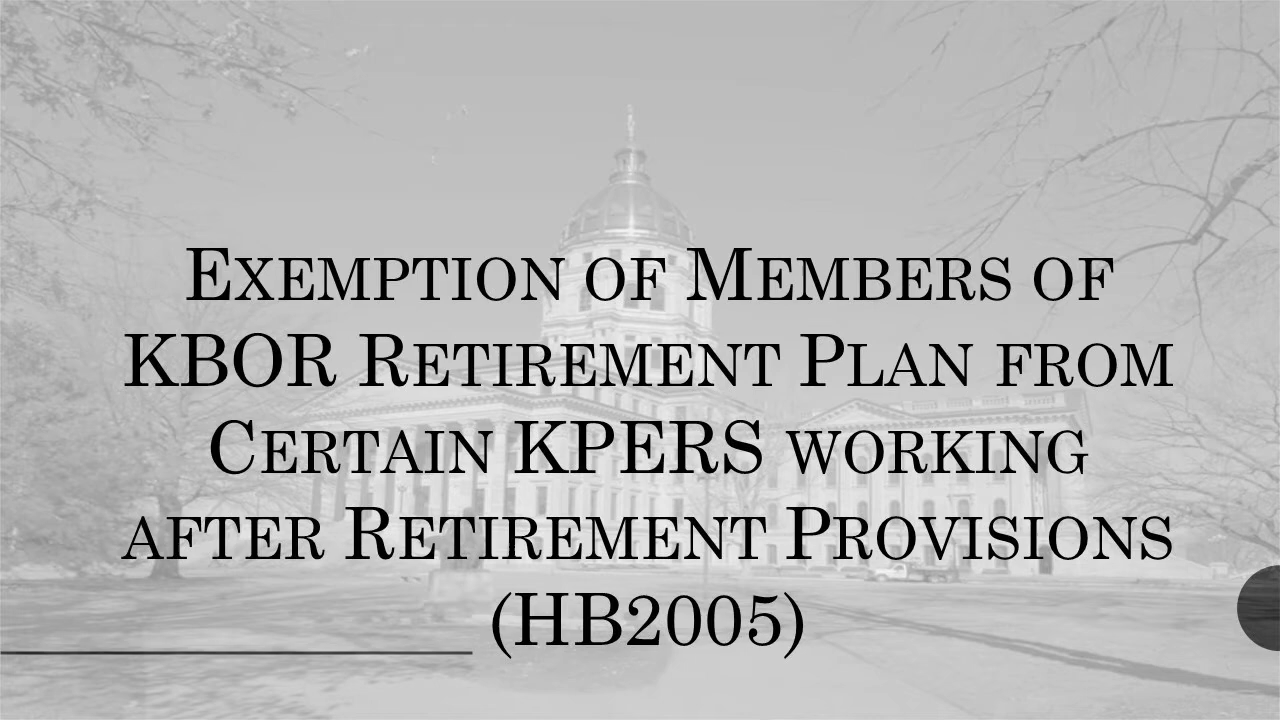 Exemption of Members of
KBOR Retirement Plan from
Certain KPERS working
after Retirement Provisions
(HB2005)